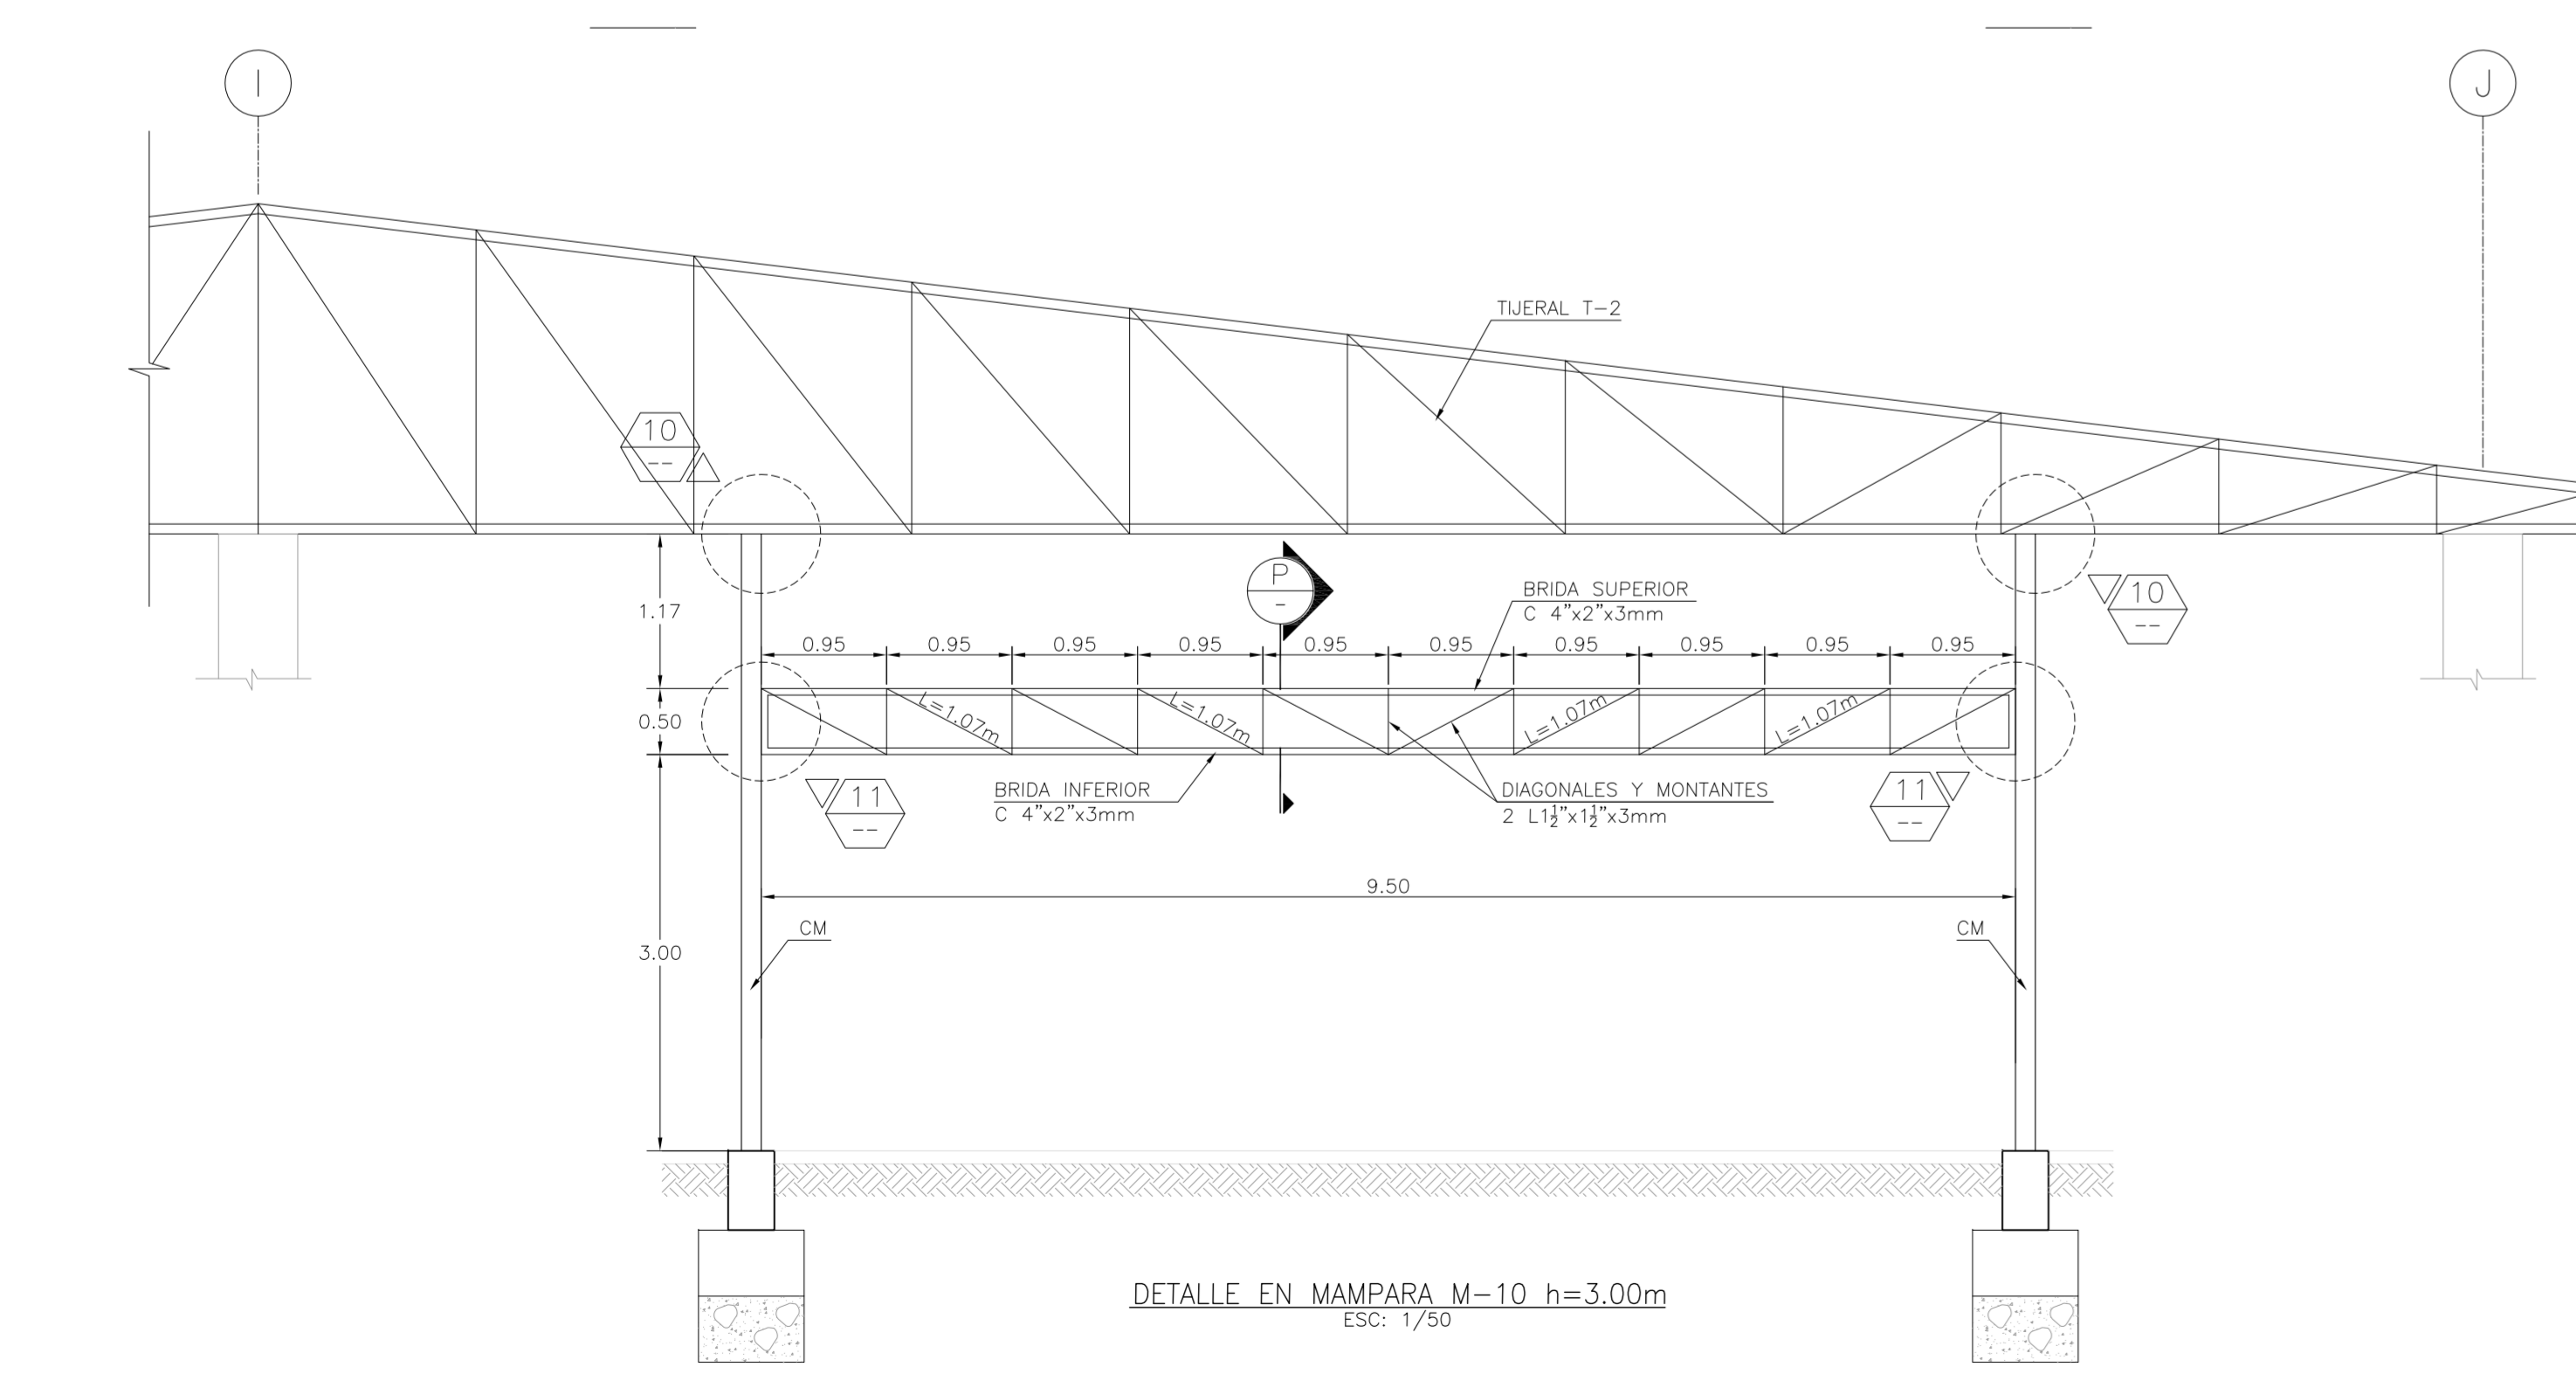 I
J
TIJERAL T-2
10
--
P
-
1.17
BRIDA SUPERIOR
C 4"x2"x3mm
10
--
0.95 0.95 0.95 0.95 0.95 0.95 0.95 0.95 0.95 0.95
0.50
L=1.07m
L=1.07m
L=1.07m
L=1.07m
11
--
BRIDA INFERIOR
C 4"x2"x3mm
DIAGONALES Y MONTANTES
2 L1½"x1½"x3mm
11
--
9.50
CM
CM
3.00
DETALLE EN MAMPARA M-10 h=3.00m
ESC: 1/50